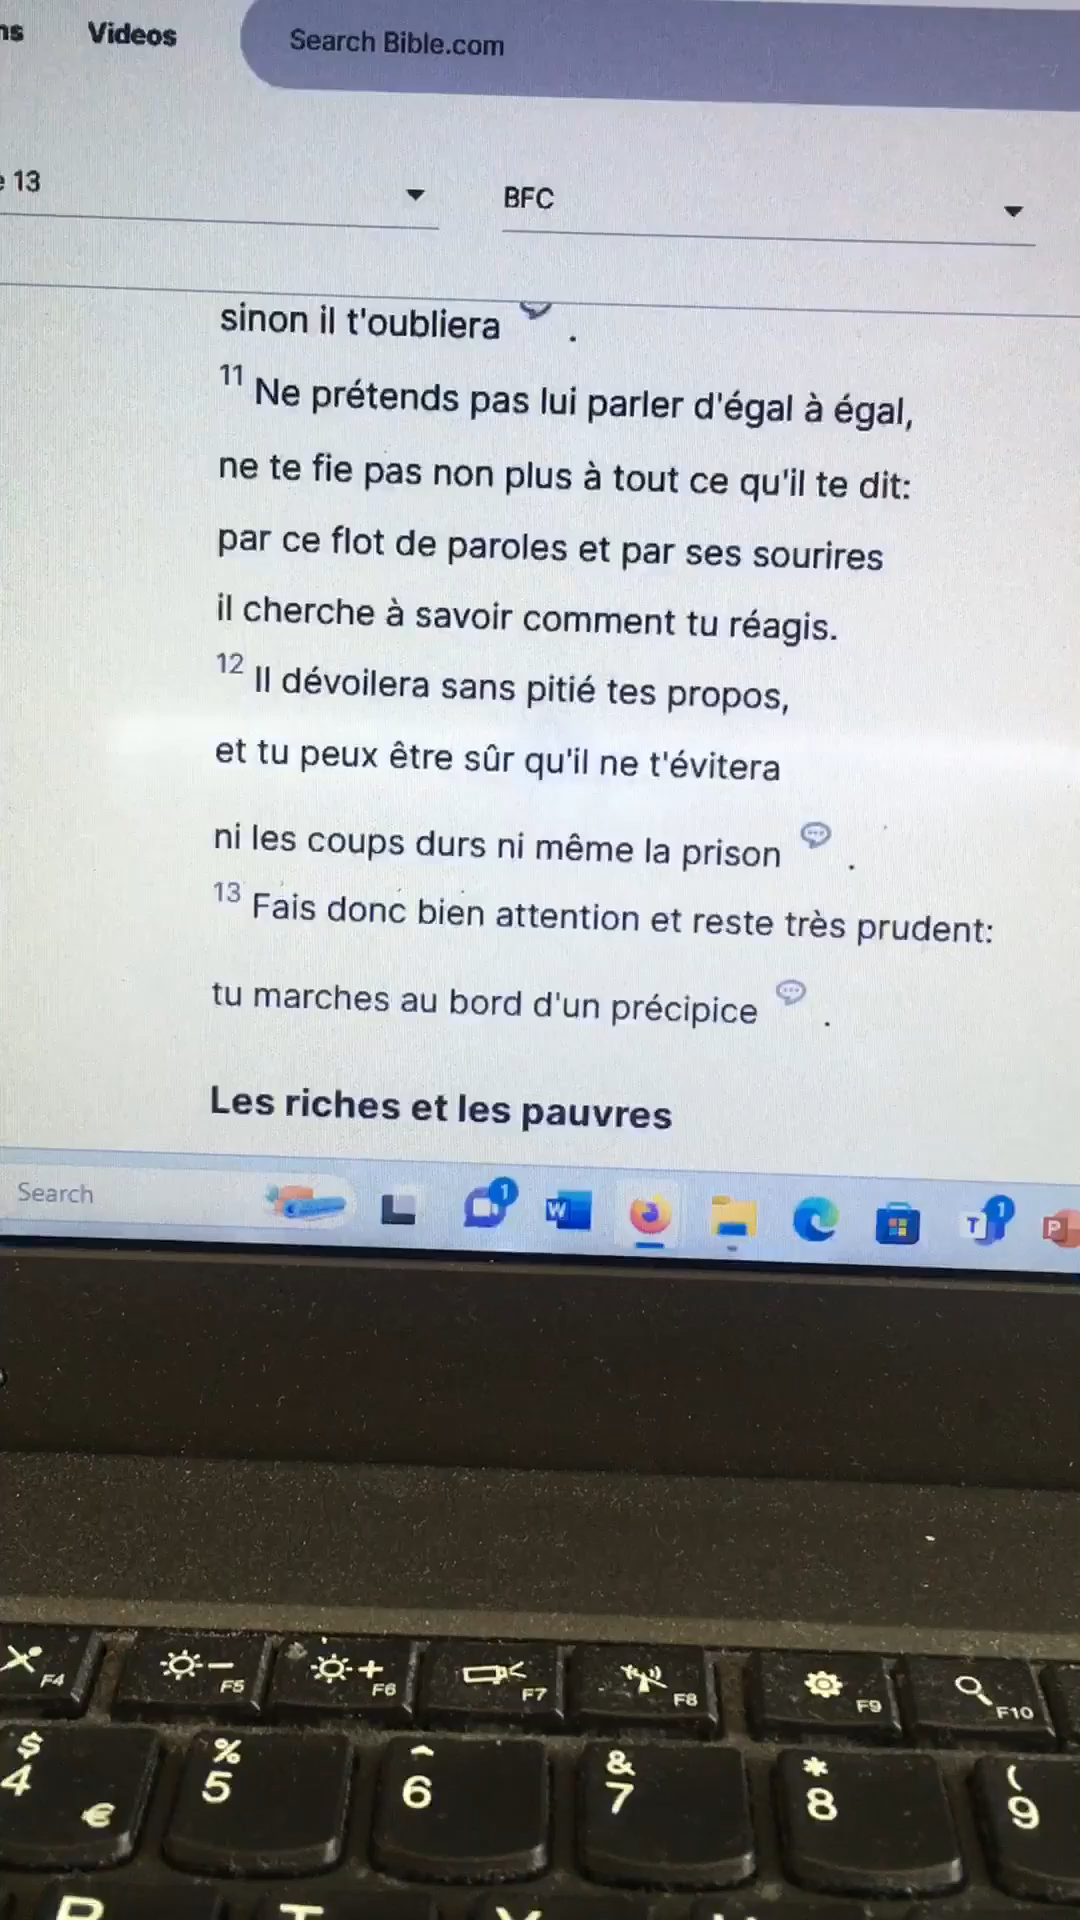 Videos
Search Bible.com
13
BFC
sinon il t'oubliera .
11 Ne prétends pas lui parler d'égal à égal,
ne te fie pas non plus à tout ce qu'il te dit:
par ce flot de paroles et par ses sourires
il cherche à savoir comment tu réagis.
12 Il dévoilera sans pitié tes propos,
et tu peux être sûr qu'il ne t'évitera
ni les coups durs ni même la prison .
13 Fais donc bien attention et reste très prudent:
tu marches au bord d'un précipice .
Les riches et les pauvres
Search
1
W
T
1
P
F4
F5
F6
F7
F8
F9
F10
$
4
€
%
5
^
6
&
7
*
8
(
9